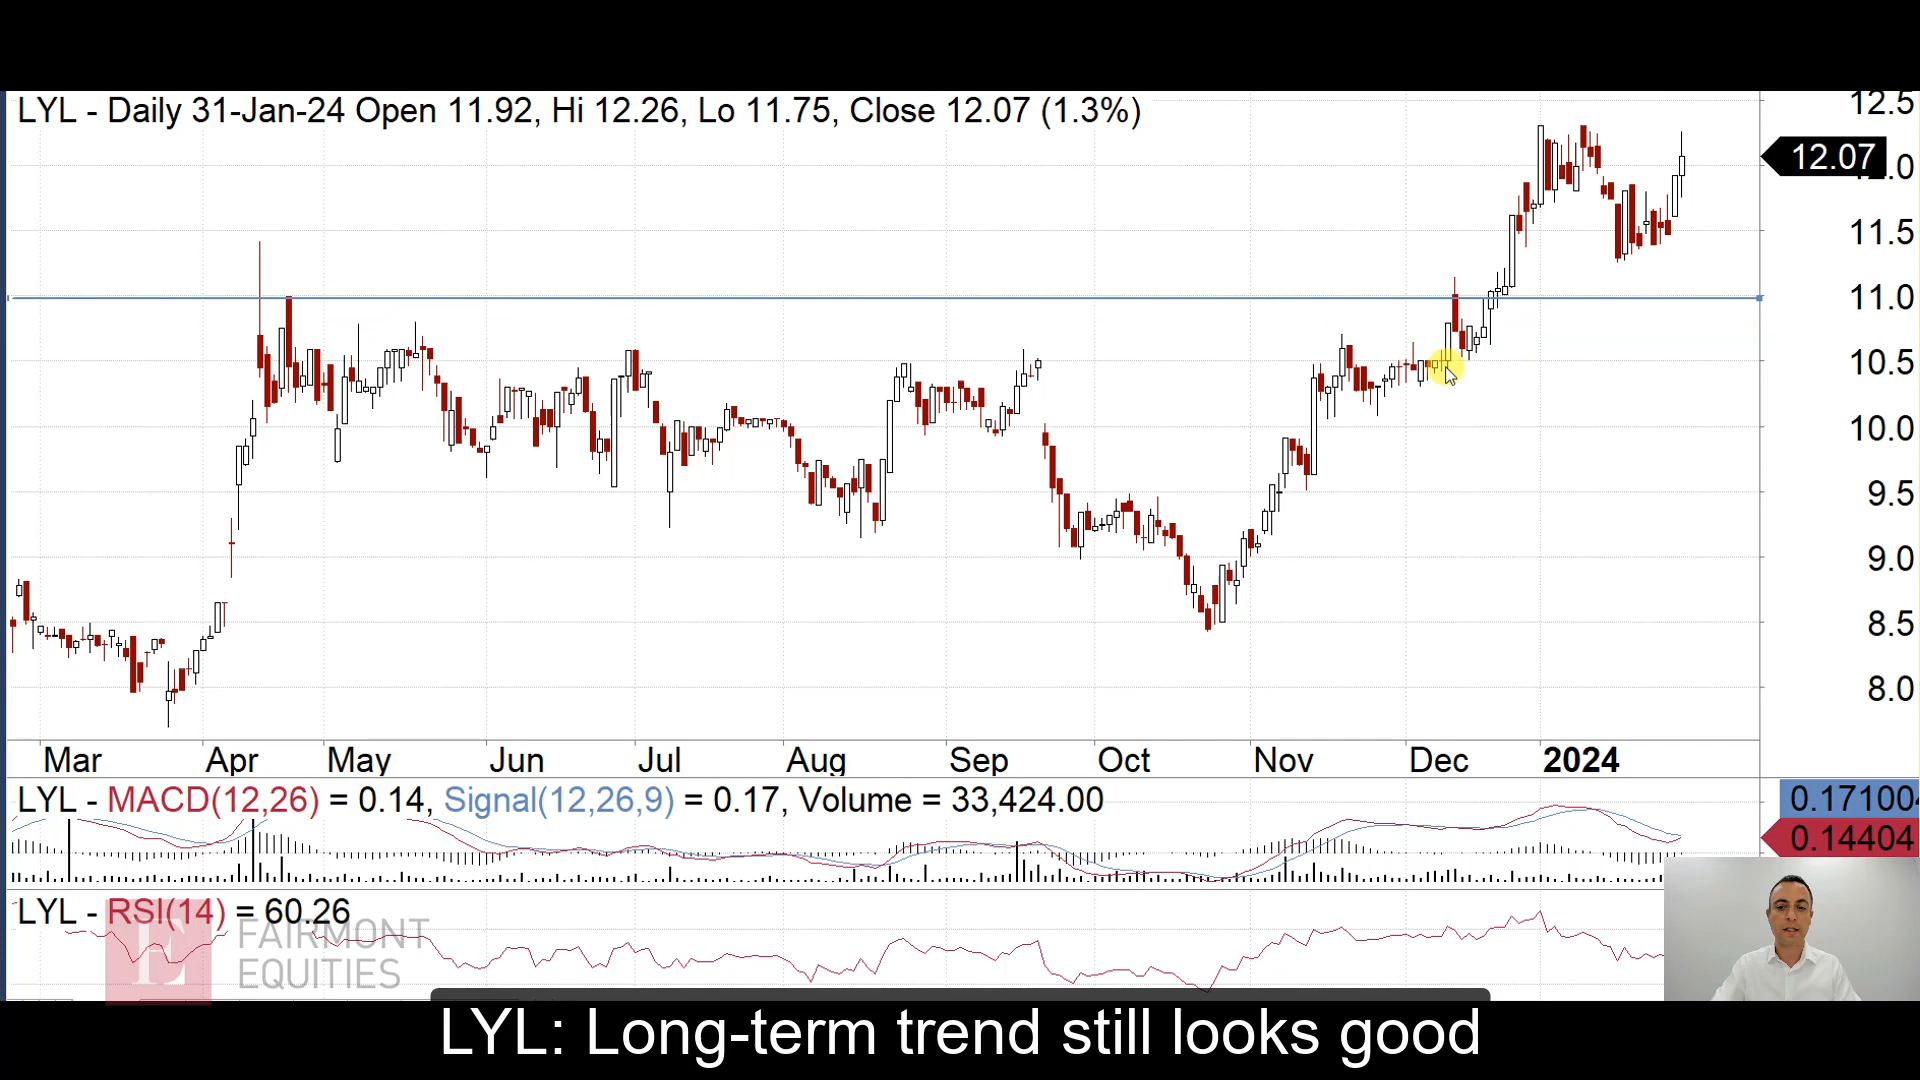 LYL - Daily 31-Jan-24 Open 11.92, Hi 12.26, Lo 11.75, Close 12.07 (1.3%)
12.5
12.07
.0
11.5
11.0
10.5
10.0
9.5
9.0
8.5
8.0
Mar Apr May Jun Jul Aug Sep Oct Nov Dec 2024
LYL - MACD(12,26) = 0.14, Signal(12,26,9) = 0.17, Volume = 33,424.00
0.171004
0.14404
LYL - RSI(14) = 60.26
E FAIRMONT
EQUITIES
LYL: Long-term trend still looks good